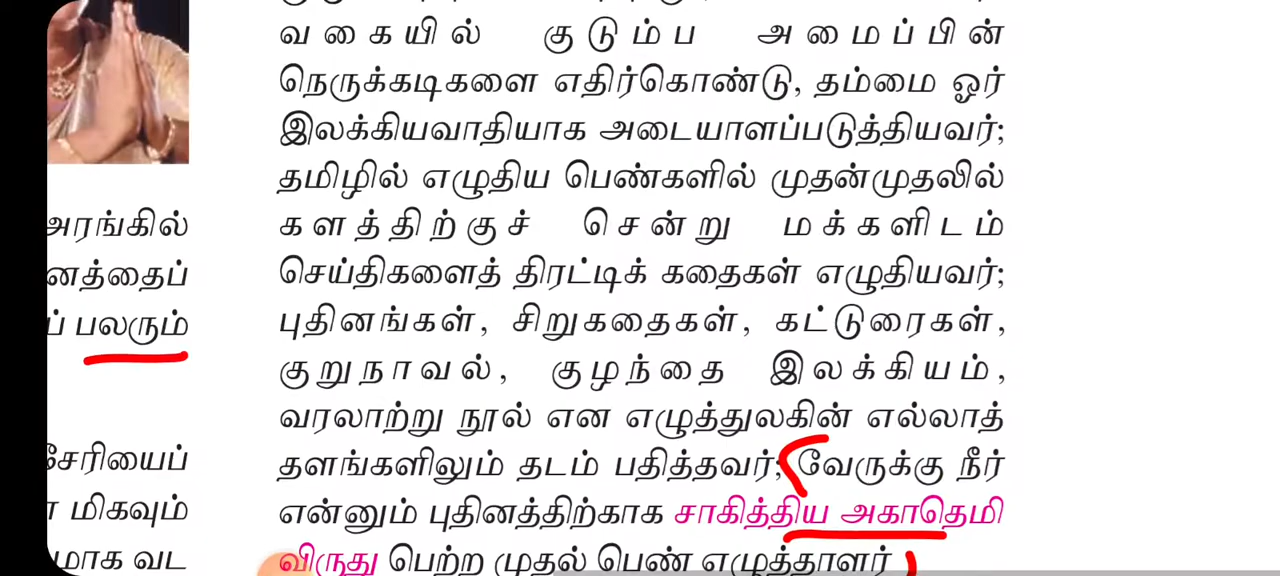 அரங்கில்
பலரும்
மிகவும்
வட
வகையில் குடும்ப அமைப்பின்
நெருக்கடிகளை எதிர்கொண்டு, தம்மை ஓர்
இலக்கியவாதியாக அடையாளப்படுத்தியவர்;
தமிழில் எழுதிய பெண்களில் முதன்முதலில்
களத்திற்குச் சென்று மக்களிடம்
செய்திகளைத் திரட்டிக் கதைகள் எழுதியவர்;
புதினங்கள், சிறுகதைகள், கட்டுரைகள்,
குறுநாவல், குழந்தை இலக்கியம்,
வரலாற்று நூல் என எழுத்துலகின் எல்லாத்
தளங்களிலும் தடம் பதித்தவர்; வேருக்கு நீர்
என்னும் புதினத்திற்காக சாகித்திய அகாதெமி
விருது பெற்ற முதல் பெண் எழுத்தாளர்